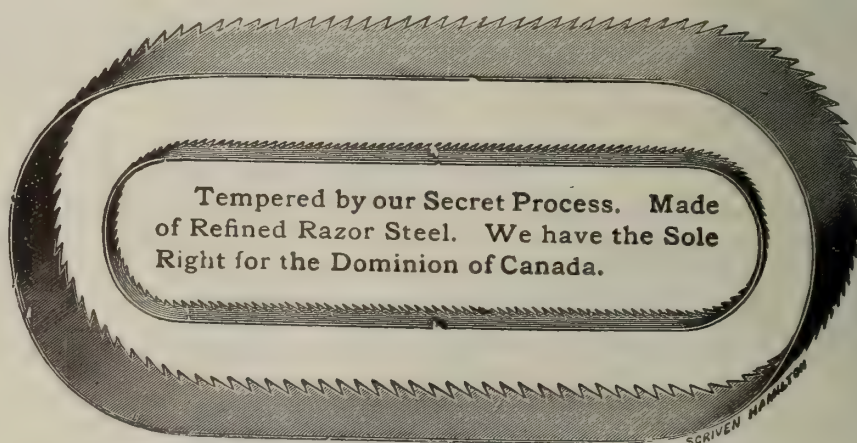 Tempered by our Secret Process. Made
of Refined Razor Steel. We have the Sole
Right for the Dominion of Canada.
SCRIVEN HAMILTON